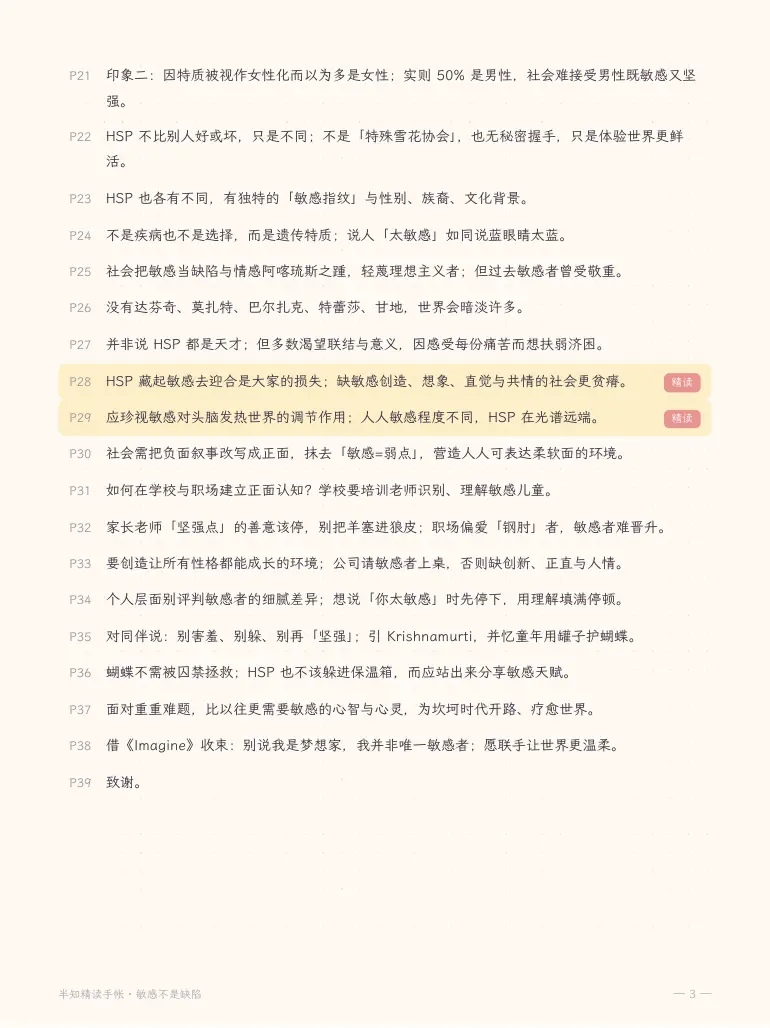 P21 印象二：因特质被视作女性化而以为多是女性；实则 50% 是男性，社会难接受男性既敏感又坚
强。
P22 HSP 不比别人好或坏，只是不同；不是「特殊雪花协会」，也无秘密握手，只是体验世界更鲜
活。
P23 HSP 也各有不同，有独特的「敏感指纹」与性别、族裔、文化背景。
P24 不是疾病也不是选择，而是遗传特质；说人「太敏感」如同说蓝眼睛太蓝。
P25 社会把敏感当缺陷与情感阿喀琉斯之踵，轻蔑理想主义者；但过去敏感者曾受敬重。
P26 没有达芬奇、莫扎特、巴尔扎克、特蕾莎、甘地，世界会暗淡许多。
P27 并非说 HSP 都是天才；但多数渴望联结与意义，因感受每份痛苦而想扶弱济困。
P28 HSP 藏起敏感去迎合是大家的损失；缺敏感创造、想象、直觉与共情的社会更贫瘠。 精读
P29 应珍视敏感对头脑发热世界的调节作用；人人敏感程度不同，HSP 在光谱远端。 精读
P30 社会需把负面叙事改写成正面，抹去「敏感=弱点」，营造人人可表达柔软面的环境。
P31 如何在学校与职场建立正面认知？学校要培训老师识别、理解敏感儿童。
P32 家长老师「坚强点」的善意该停，别把羊塞进狼皮；职场偏爱「钢肘」者，敏感者难晋升。
P33 要创造让所有性格都能成长的环境；公司请敏感者上桌，否则缺创新、正直与人情。
P34 个人层面别评判敏感者的细腻差异；想说「你太敏感」时先停下，用理解填满停顿。
P35 对同伴说：别害羞、别躲、别再「坚强」；引 Krishnamurti，并忆童年用罐子护蝴蝶。
P36 蝴蝶不需被囚禁拯救；HSP 也不该躲进保温箱，而应站出来分享敏感天赋。
P37 面对重重难题，比以往更需要敏感的心智与心灵，为坎坷时代开路、疗愈世界。
P38 借《Imagine》收束：别说我是梦想家，我并非唯一敏感者；愿联手让世界更温柔。
P39 致谢。
半知精读手帐・敏感不是缺陷 — 3 —